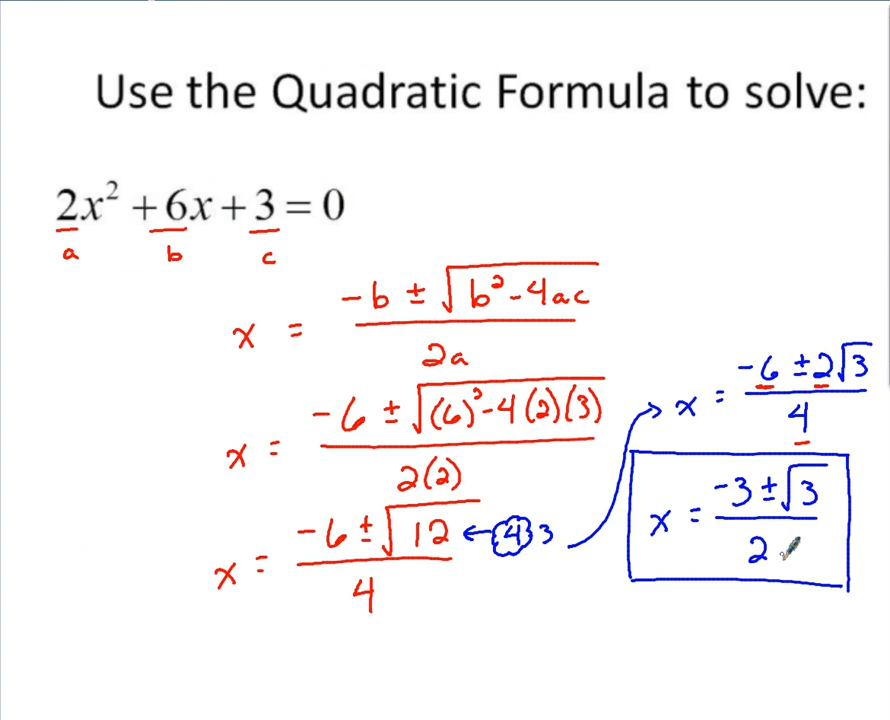 Use the Quadratic Formula to solve:
2x² + 6x + 3 = 0
a b c
x = (-b ± √(b² - 4ac)) / 2a
x = (-6 ± √((6)² - 4(2)(3))) / 2(2)
x = (-6 ± √12) / 4 ← 4 3
x = (-6 ± 2√3) / 4
x = (-3 ± √3) / 2